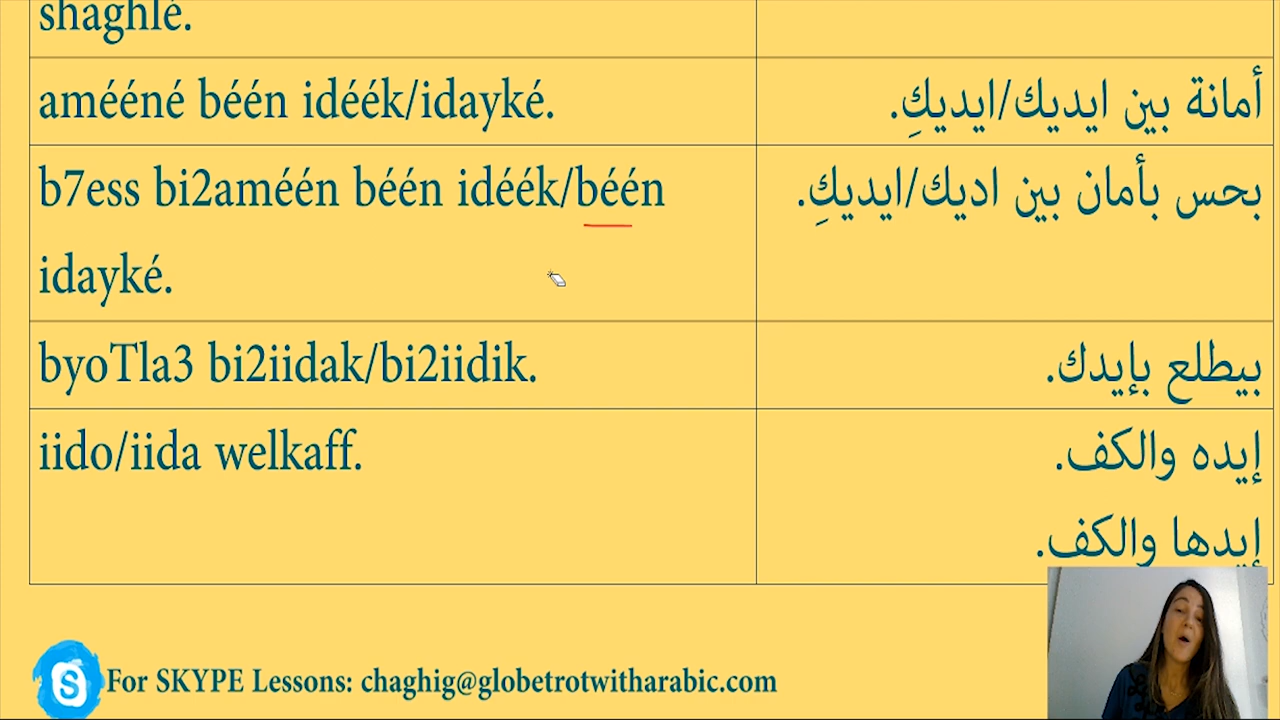 shaghlé.
amééné béén idéék/idayké.
أمانة بين ايديك/ايديكِ.
b7ess bi2améén béén idéék/béén
idayké.
بحس بأمان بين اديك/ايديكِ.
byoTla3 bi2iidak/bi2iidik.
بيطلع بإيدك.
iido/iida welkaff.
إيده والكف.
إيدها والكف.
For SKYPE Lessons: chaghig@globetrotwitharabic.com